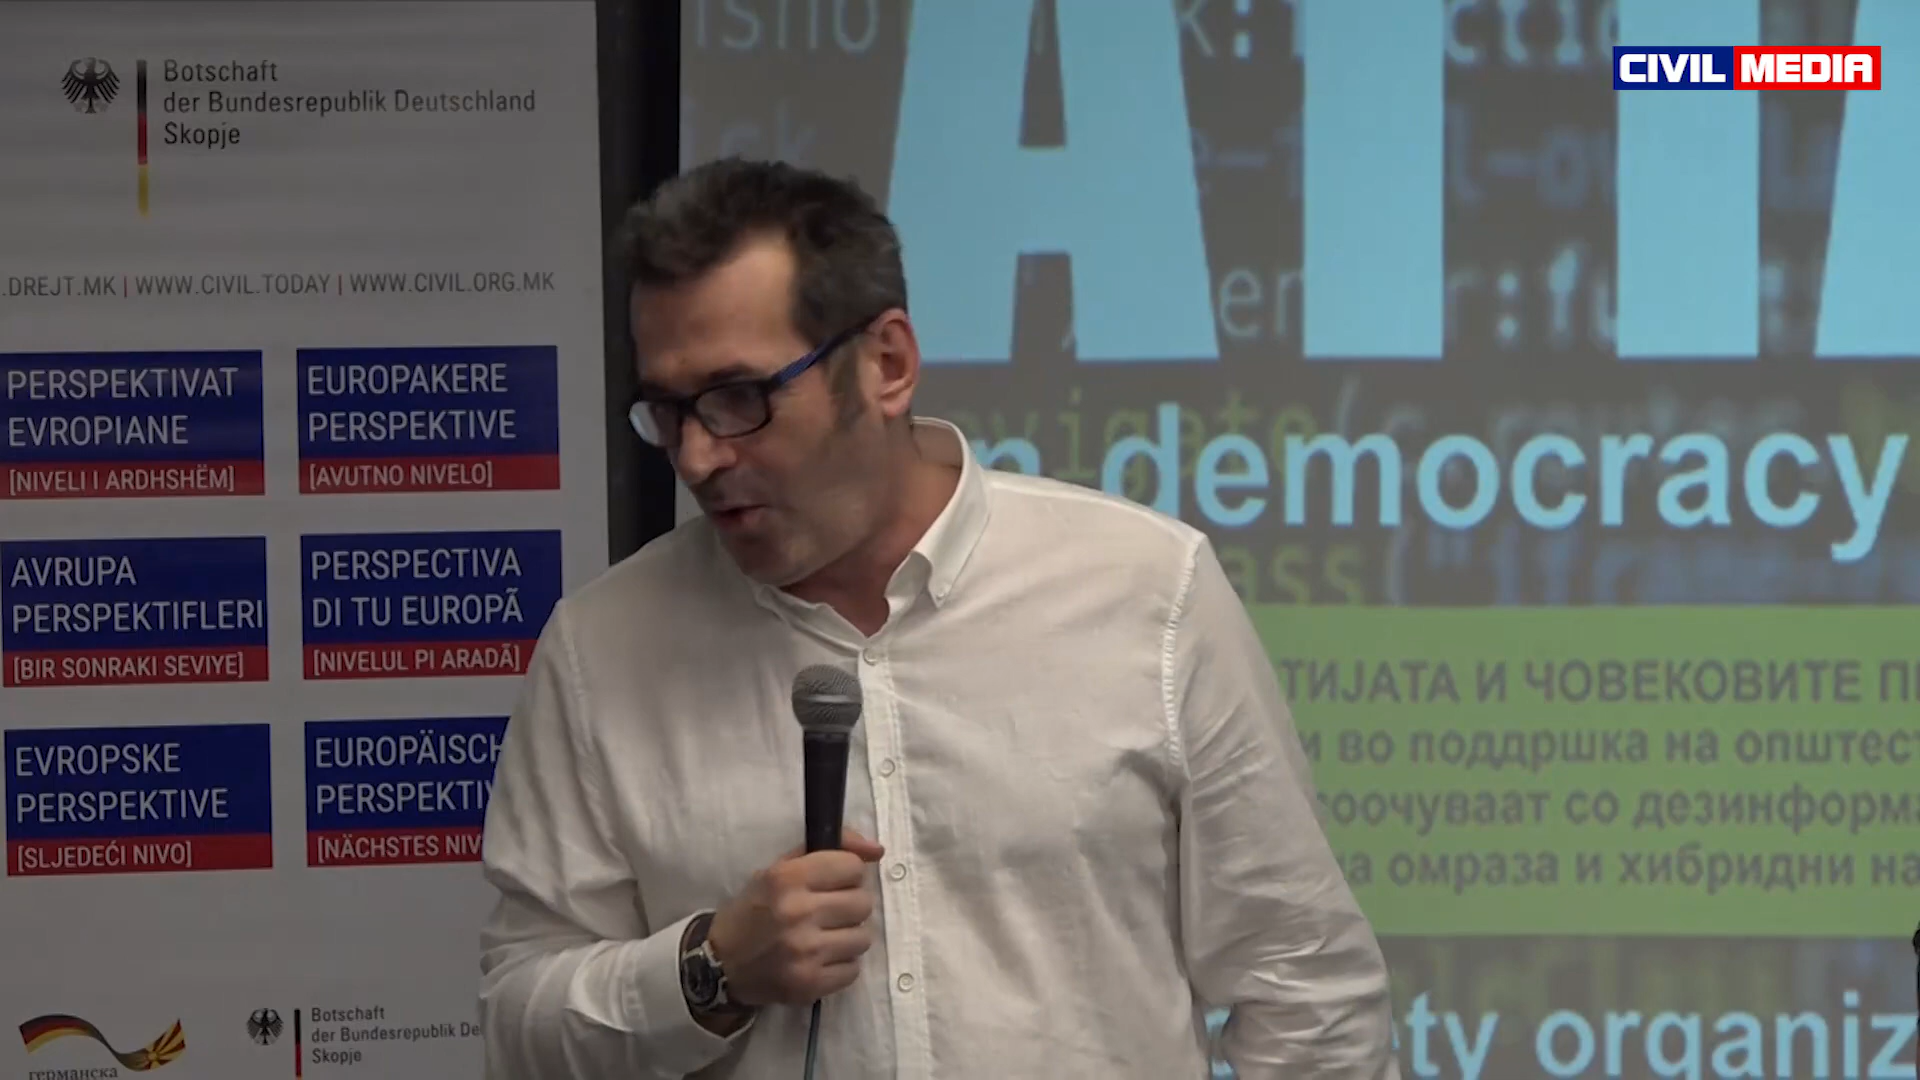 Botschaft
der Bundesrepublik Deutschland
Skopje
.DREJT.MK | WWW.CIVIL.TODAY | WWW.CIVIL.ORG.MK
PERSPEKTIVAT
EVROPIANE
[NIVELI I ARDHSHËM]
EUROPAKERE
PERSPEKTIVE
[AVUTNO NIVELO]
AVRUPA
PERSPEKTIFLERI
[BIR SONRAKI SEVIYE]
PERSPECTIVA
DI TU EUROPÃ
[NIVELUL PI ARADÃ]
EVROPSKE
PERSPEKTIVE
[SLJEDEĆI NIVO]
EUROPÄISCH
PERSPEKTIV
[NÄCHSTES NIV
германска
Botschaft
der Bundesrepublik De
Skopje
CIVIL MEDIA
ATTA
n democracy
ТИЈАТА И ЧОВЕКОВИТЕ П
и во поддршка на општест
соочуваат со дезинформа
на омраза и хибридни на
ety organiz